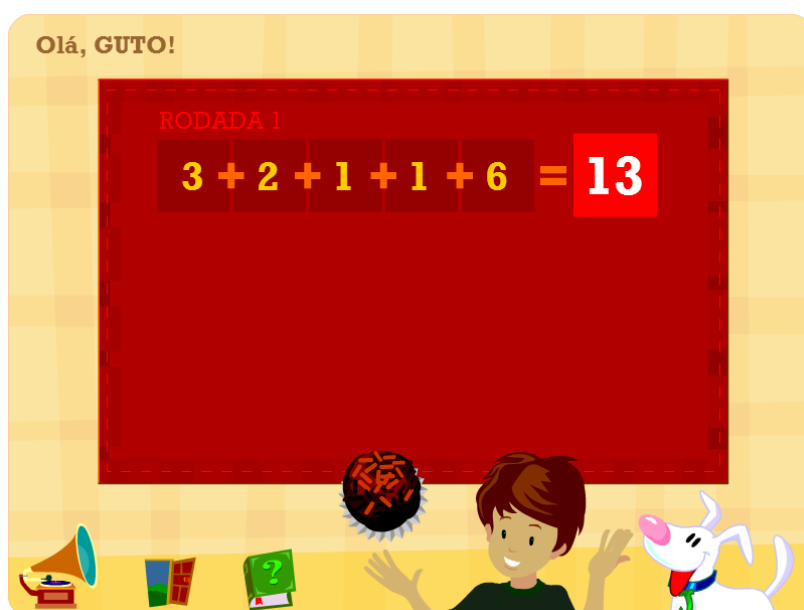 Olá, GUTO!
RODADA 1
3 + 2 + 1 + 1 + 6 = 13
?